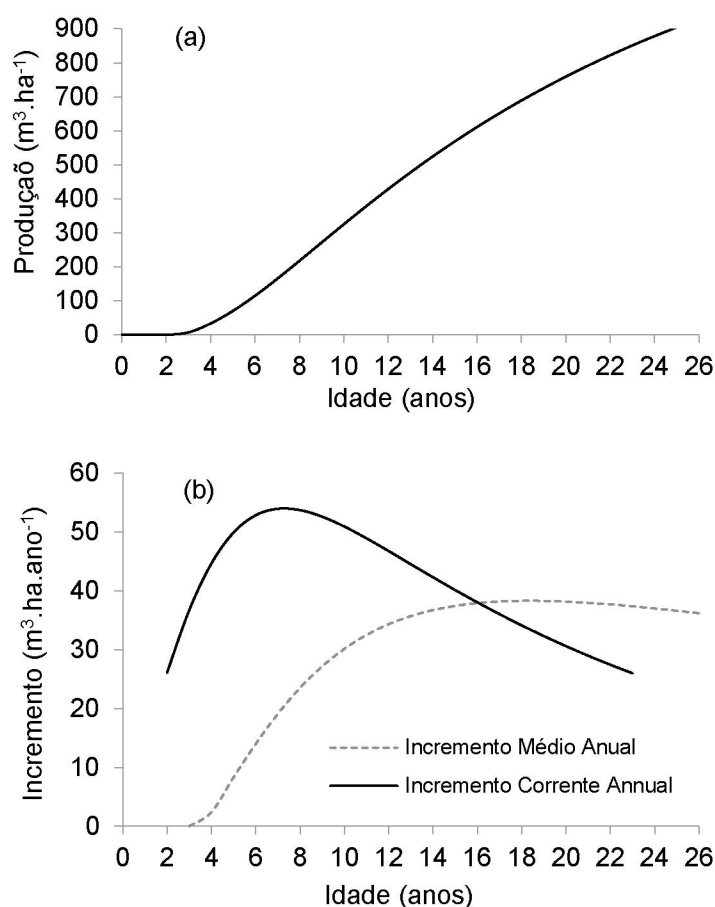 (a)
Produçaõ (m³.ha⁻¹)
900
800
700
600
500
400
300
200
100
0
0 2 4 6 8 10 12 14 16 18 20 22 24 26
Idade (anos)
(b)
Incremento (m³.ha.ano⁻¹)
60
50
40
30
20
10
0
Incremento Médio Anual
Incremento Corrente Annual
0 2 4 6 8 10 12 14 16 18 20 22 24 26
Idade (anos)